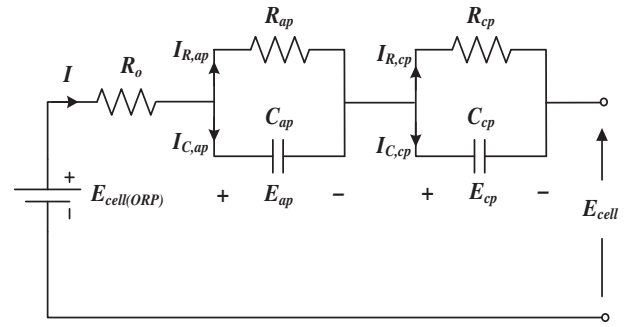 R_ap
R_cp
I
R_o
I_R,ap
I_R,cp
C_ap
C_cp
I_C,ap
I_C,cp
+
E_cell(ORP)
+ E_ap −
+ E_cp −
E_cell
−